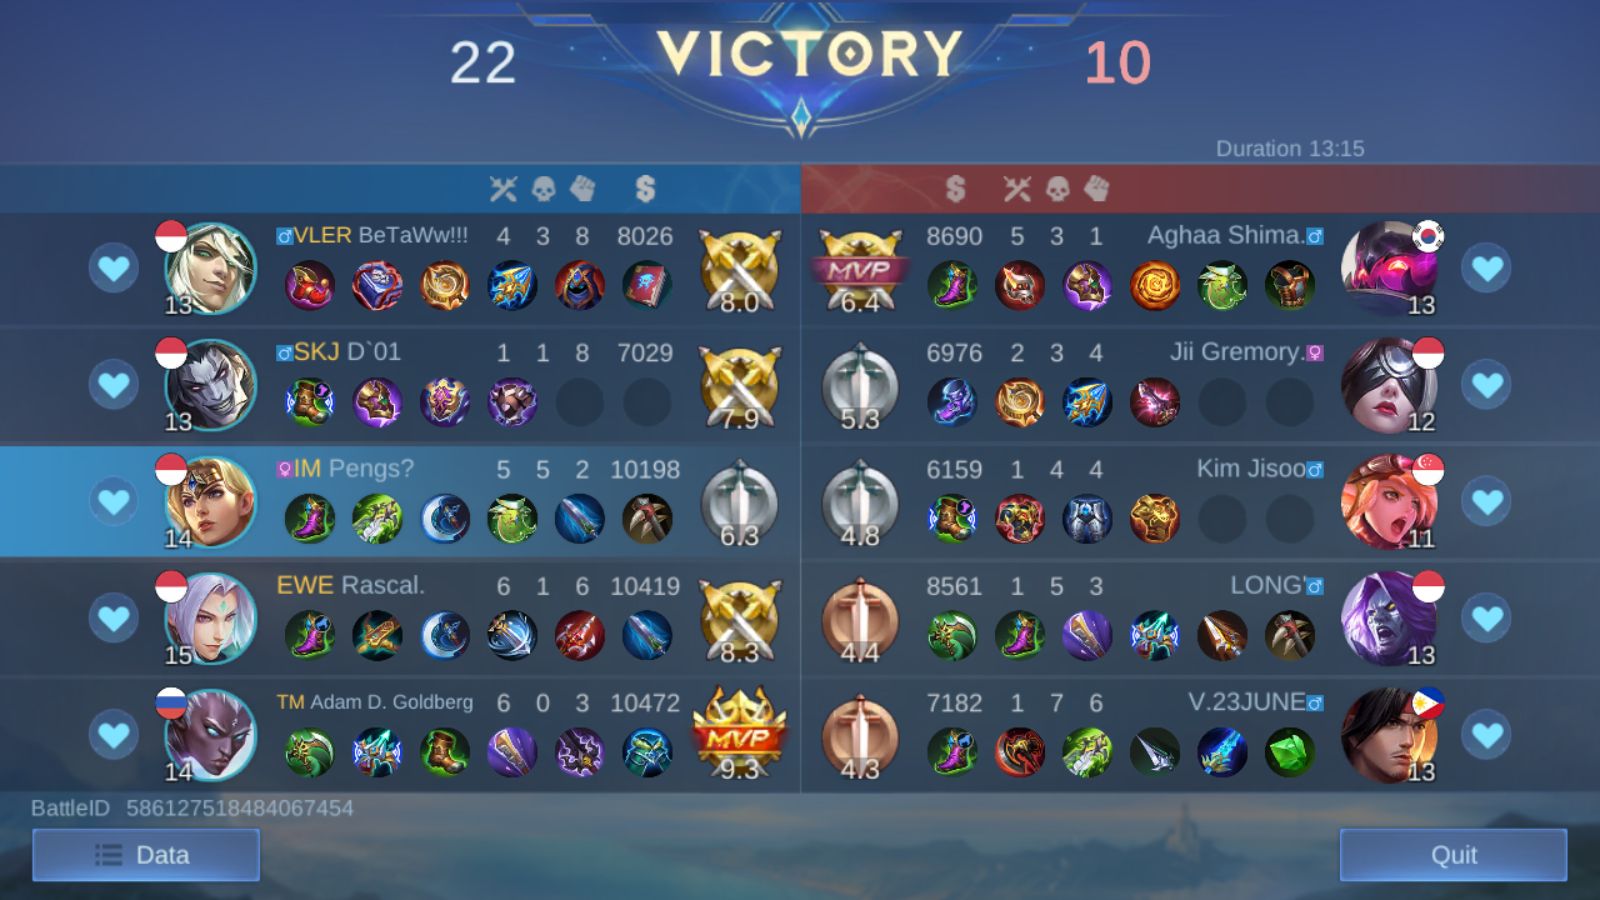 VICTORY
22
10
Duration 13:15
VLER BeTaWw!!! 4 3 8 8026
13
8.0
MVP
6.4
8690 5 3 1 Aghaa Shima.
13
SKJ D`01 1 1 8 7029
13
7.9
5.3
6976 2 3 4 Jii Gremory.
12
IM Pengs? 5 5 2 10198
14
6.3
4.8
6159 1 4 4 Kim Jisoo
11
EWE Rascal. 6 1 6 10419
15
8.3
4.4
8561 1 5 3 LONG'
13
TM Adam D. Goldberg 6 0 3 10472
14
MVP
9.3
4.3
7182 1 7 6 V.23JUNE
13
BattleID 586127518484067454
Data
Quit